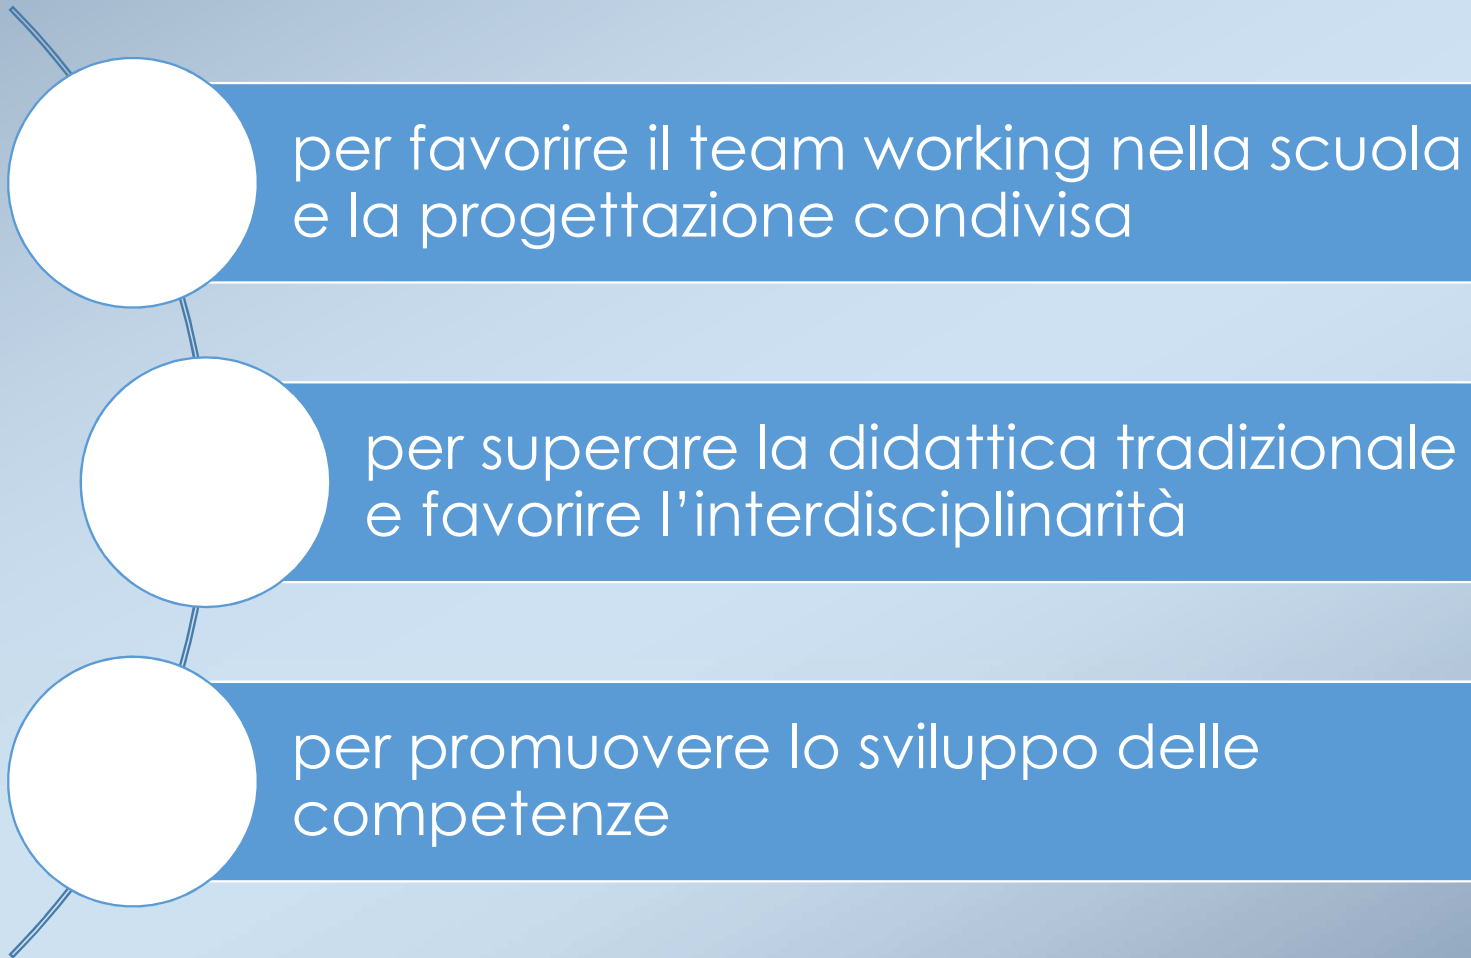 per favorire il team working nella scuola
e la progettazione condivisa
per superare la didattica tradizionale
e favorire l’interdisciplinarità
per promuovere lo sviluppo delle
competenze